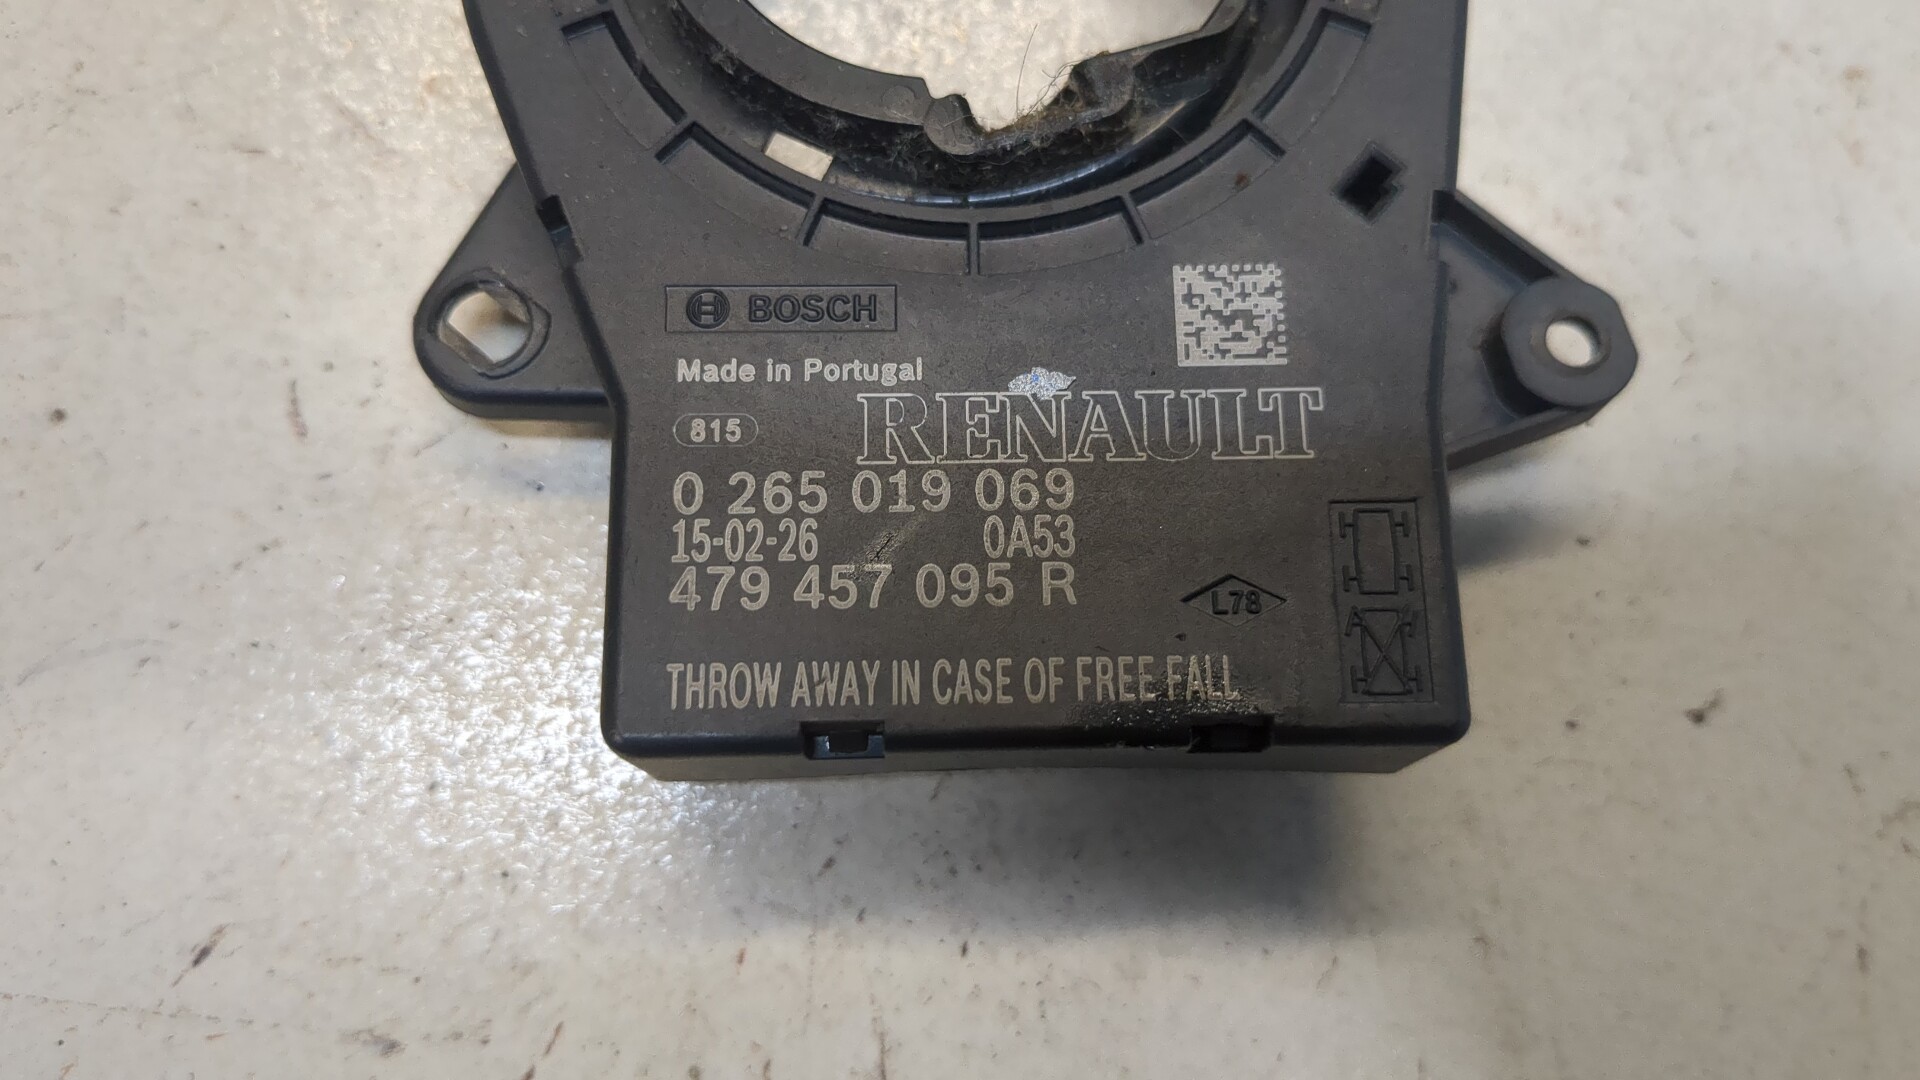 BOSCH
Made in Portugal
815
RENAULT
0 265 019 069
15-02-26 0A53
479 457 095 R
L78
THROW AWAY IN CASE OF FREE FALL